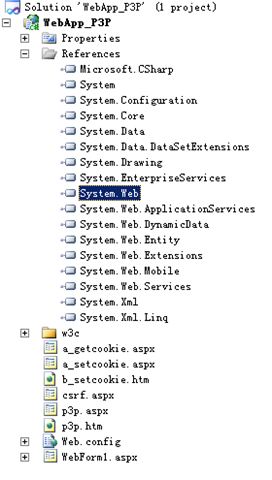 Solution 'WebApp_P3P' (1 project)
WebApp_P3P
Properties
References
Microsoft.CSharp
System
System.Configuration
System.Core
System.Data
System.Data.DataSetExtensions
System.Drawing
System.EnterpriseServices
System.Web
System.Web.ApplicationServices
System.Web.DynamicData
System.Web.Entity
System.Web.Extensions
System.Web.Mobile
System.Web.Services
System.Xml
System.Xml.Linq
w3c
a_getcookie.aspx
a_setcookie.aspx
b_setcookie.htm
csrf.aspx
p3p.aspx
p3p.htm
Web.config
WebForm1.aspx